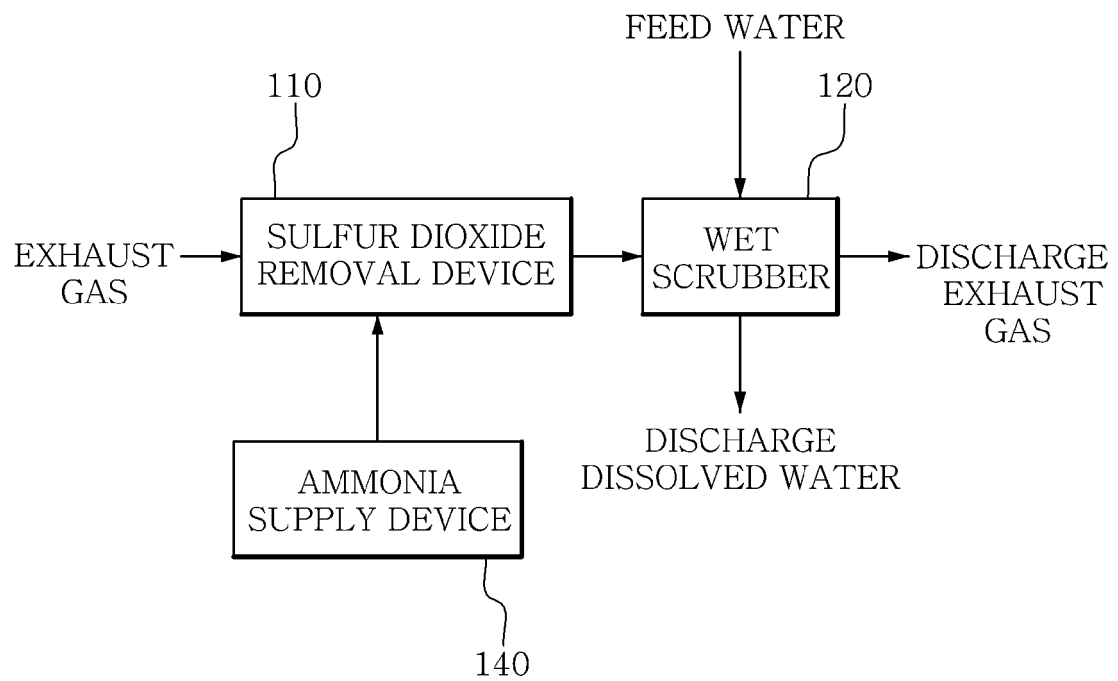 FEED WATER
110
120
EXHAUST
GAS
SULFUR DIOXIDE
REMOVAL DEVICE
WET
SCRUBBER
DISCHARGE
EXHAUST
GAS
AMMONIA
SUPPLY DEVICE
DISCHARGE
DISSOLVED WATER
140